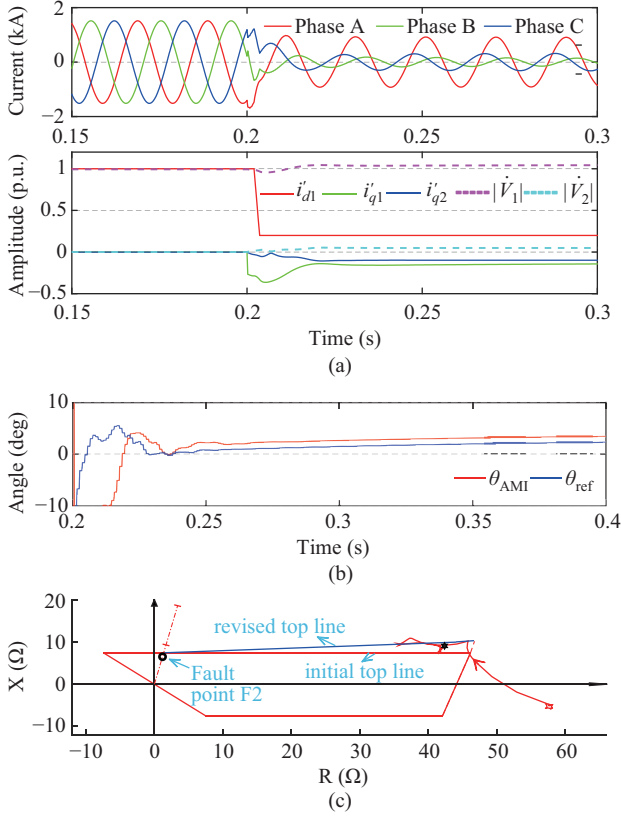 Phase A Phase B Phase C
Current (kA)
2
0
−2
0.15 0.2 0.25 0.3
Amplitude (p.u.)
1
0.5
0
−0.5
i′d1 i′q1 i′q2 |V̇1| |V̇2|
0.15 0.2 0.25 0.3
Time (s)
(a)
Angle (deg)
10
0
−10
θAMI θref
0.2 0.25 0.3 0.35 0.4
Time (s)
(b)
X (Ω)
20
10
0
−10
revised top line
initial top line
Fault
point F2
−10 0 10 20 30 40 50 60
R (Ω)
(c)